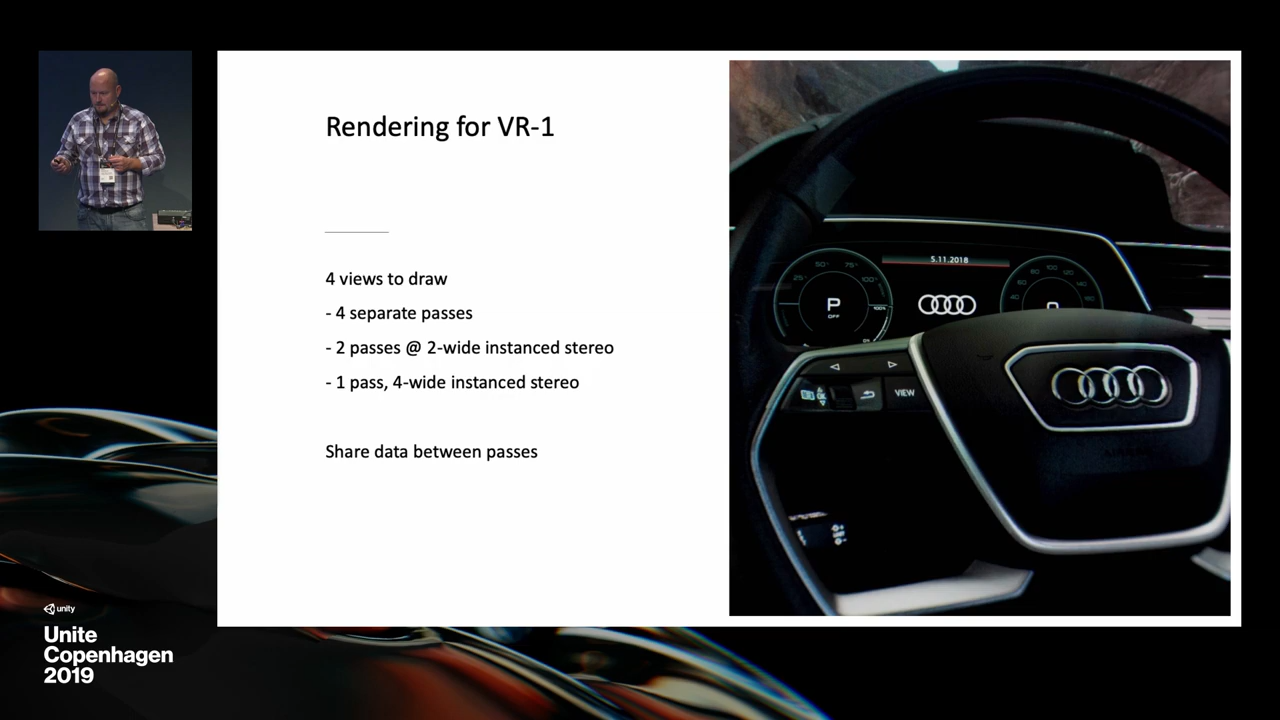 Rendering for VR-1
4 views to draw
- 4 separate passes
- 2 passes @ 2-wide instanced stereo
- 1 pass, 4-wide instanced stereo
Share data between passes
5.11.2018
P
OFF
VIEW
unity
Unite
Copenhagen
2019